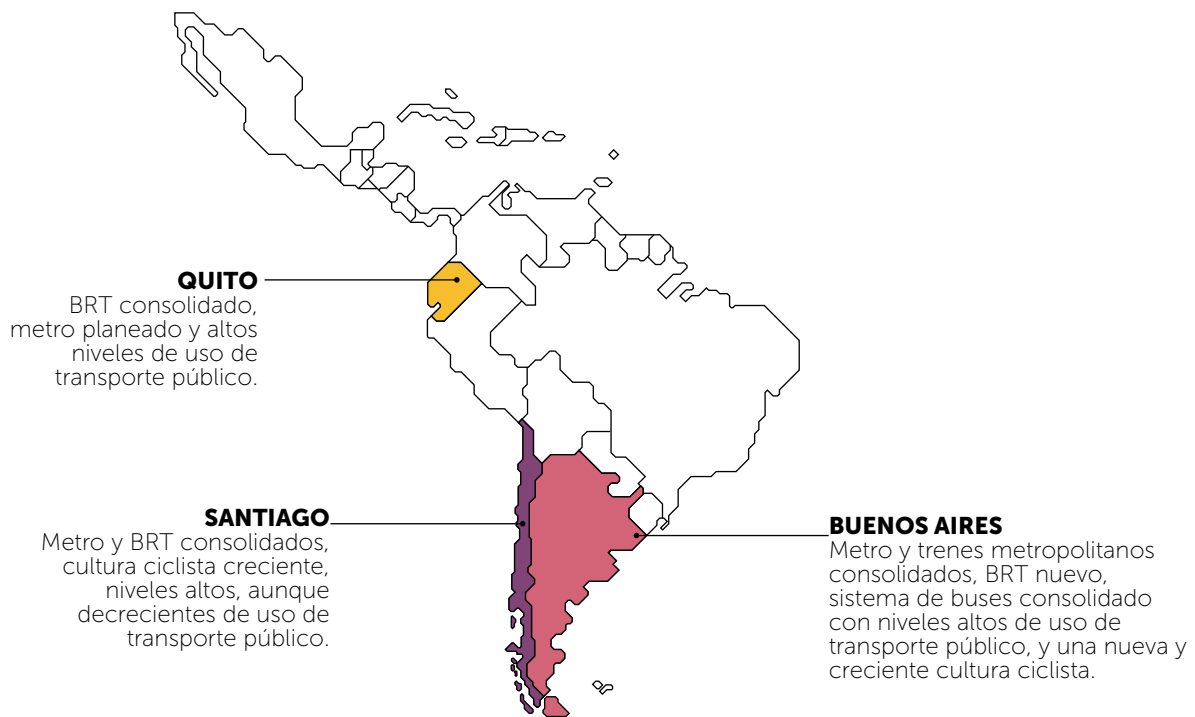 QUITO
BRT consolidado,
metro planeado y altos
niveles de uso de
transporte público.
SANTIAGO
Metro y BRT consolidados,
cultura ciclista creciente,
niveles altos, aunque
decrecientes de uso de
transporte público.
BUENOS AIRES
Metro y trenes metropolitanos
consolidados, BRT nuevo,
sistema de buses consolidado
con niveles altos de uso de
transporte público, y una nueva y
creciente cultura ciclista.